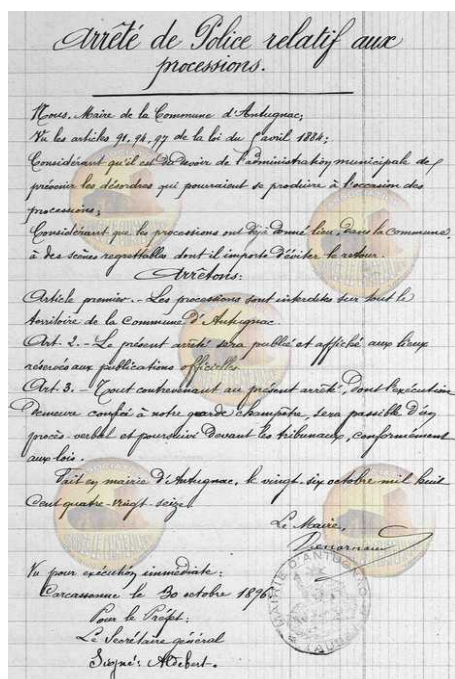 Arrêté de Police relatif aux
processions.
Nous, Maire de la Commune d'Antugnac;
Vu les articles 91, 94, 97 de la loi du 5 avril 1884;
Considérant qu'il est du devoir de l'administration municipale de
prévenir les désordres qui pourraient se produire à l'occasion des
processions;
Considérant que les processions ont déjà donné lieu, dans la commune,
à des scènes regrettables dont il importe d'éviter le retour.
Arrêtons:
Article premier. - Les processions sont interdites sur tout le
territoire de la Commune d'Antugnac.
Art. 2. - Le présent arrêté sera publié et affiché aux lieux
réservés aux publications officielles.
Art. 3. - Tout contrevenant au présent arrêté, dont l'exécution
demeure confiée à notre garde champêtre, sera passible d'un
procès-verbal et poursuivi devant les tribunaux, conformément
aux lois.
Fait en mairie d'Antugnac, le vingt-six octobre mil huit
cent quatre-vingt-seize.
Le Maire,
Vu pour exécution immédiate:
Carcassonne le 30 octobre 1896
Pour le Préfet:
Le Secrétaire général
Signé: Aldebert.
MAIRIE D'ANTUGNAC
(AUDE)